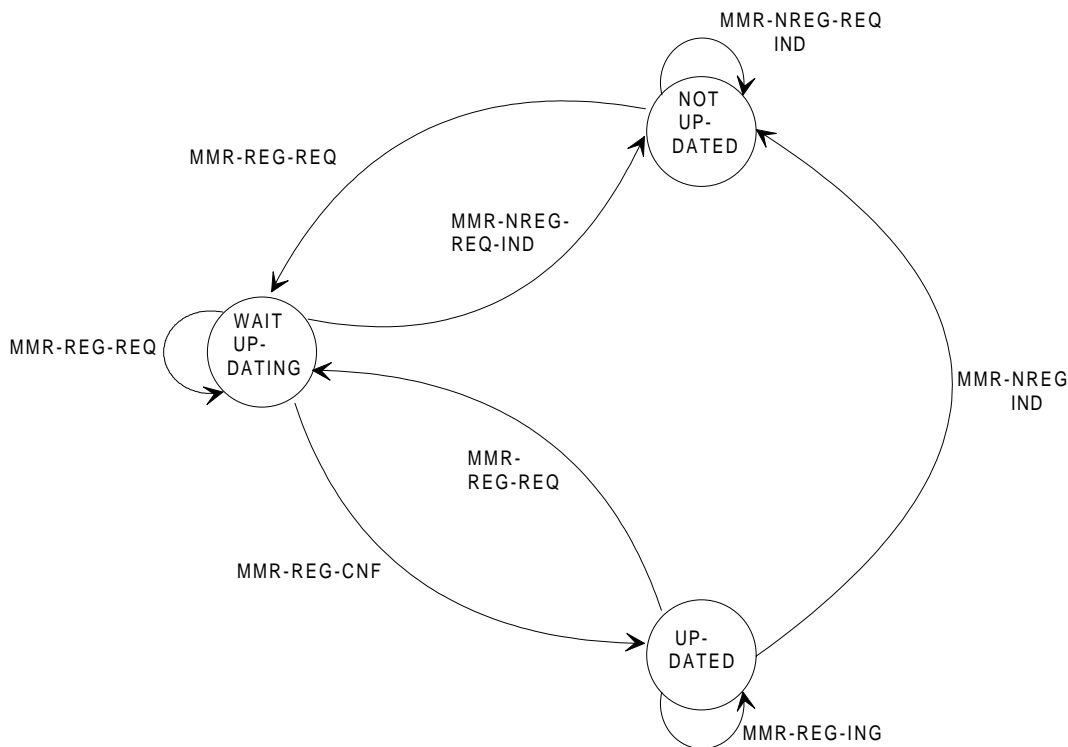 MMR-NREG-REQ
IND
NOT
UP-
DATED
MMR-REG-REQ
MMR-NREG-
REQ-IND
WAIT
UP-
DATING
MMR-REG-REQ
MMR-NREG
IND
MMR-
REG-REQ
MMR-REG-CNF
UP-
DATED
MMR-REG-ING